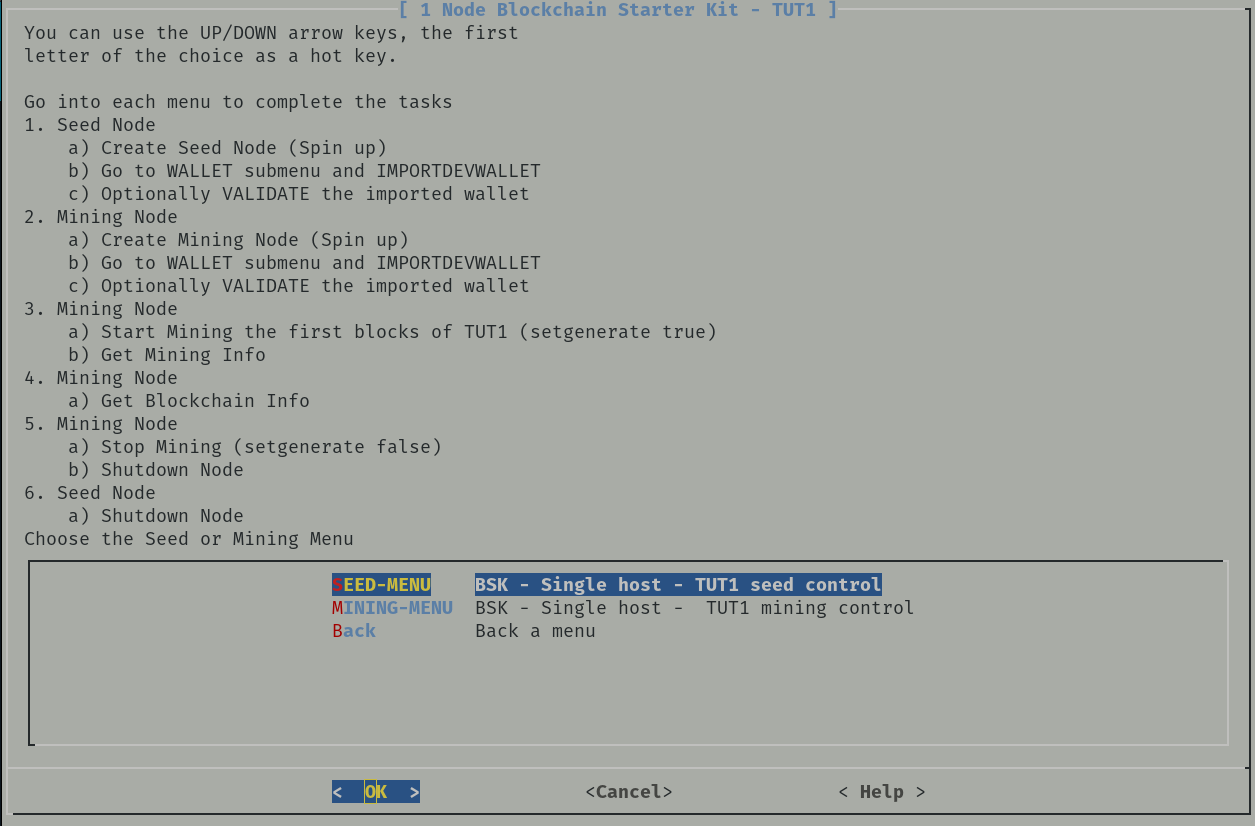 [ 1 Node Blockchain Starter Kit - TUT1 ]
You can use the UP/DOWN arrow keys, the first
letter of the choice as a hot key.
Go into each menu to complete the tasks
1. Seed Node
a) Create Seed Node (Spin up)
b) Go to WALLET submenu and IMPORTDEVWALLET
c) Optionally VALIDATE the imported wallet
2. Mining Node
a) Create Mining Node (Spin up)
b) Go to WALLET submenu and IMPORTDEVWALLET
c) Optionally VALIDATE the imported wallet
3. Mining Node
a) Start Mining the first blocks of TUT1 (setgenerate true)
b) Get Mining Info
4. Mining Node
a) Get Blockchain Info
5. Mining Node
a) Stop Mining (setgenerate false)
b) Shutdown Node
6. Seed Node
a) Shutdown Node
Choose the Seed or Mining Menu
SEED-MENU BSK - Single host - TUT1 seed control
MINING-MENU BSK - Single host - TUT1 mining control
Back Back a menu
< OK > <Cancel> < Help >